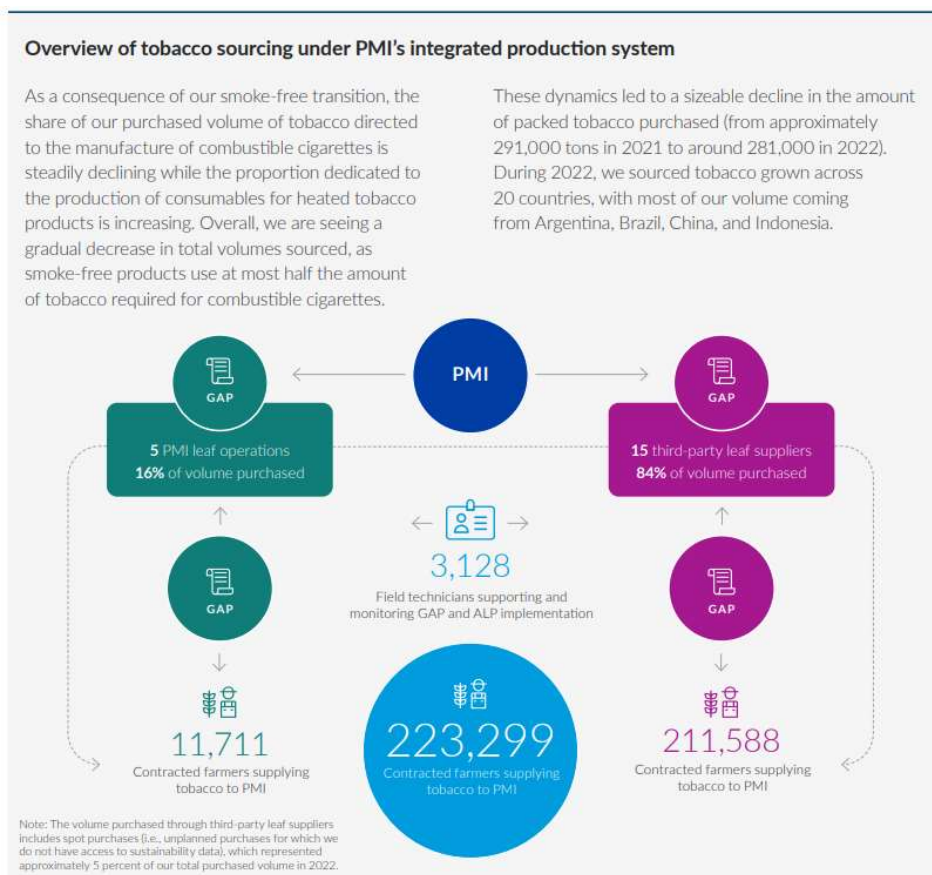 Overview of tobacco sourcing under PMI's integrated production system
As a consequence of our smoke-free transition, the
share of our purchased volume of tobacco directed
to the manufacture of combustible cigarettes is
steadily declining while the proportion dedicated to
the production of consumables for heated tobacco
products is increasing. Overall, we are seeing a
gradual decrease in total volumes sourced, as
smoke-free products use at most half the amount
of tobacco required for combustible cigarettes.
These dynamics led to a sizeable decline in the amount
of packed tobacco purchased (from approximately
291,000 tons in 2021 to around 281,000 in 2022).
During 2022, we sourced tobacco grown across
20 countries, with most of our volume coming
from Argentina, Brazil, China, and Indonesia.
GAP
PMI
GAP
5 PMI leaf operations
16% of volume purchased
15 third-party leaf suppliers
84% of volume purchased
3,128
Field technicians supporting and
monitoring GAP and ALP implementation
GAP
GAP
11,711
Contracted farmers supplying
tobacco to PMI
223,299
Contracted farmers supplying
tobacco to PMI
211,588
Contracted farmers supplying
tobacco to PMI
Note: The volume purchased through third-party leaf suppliers
includes spot purchases (i.e., unplanned purchases for which we
do not have access to sustainability data), which represented
approximately 5 percent of our total purchased volume in 2022.